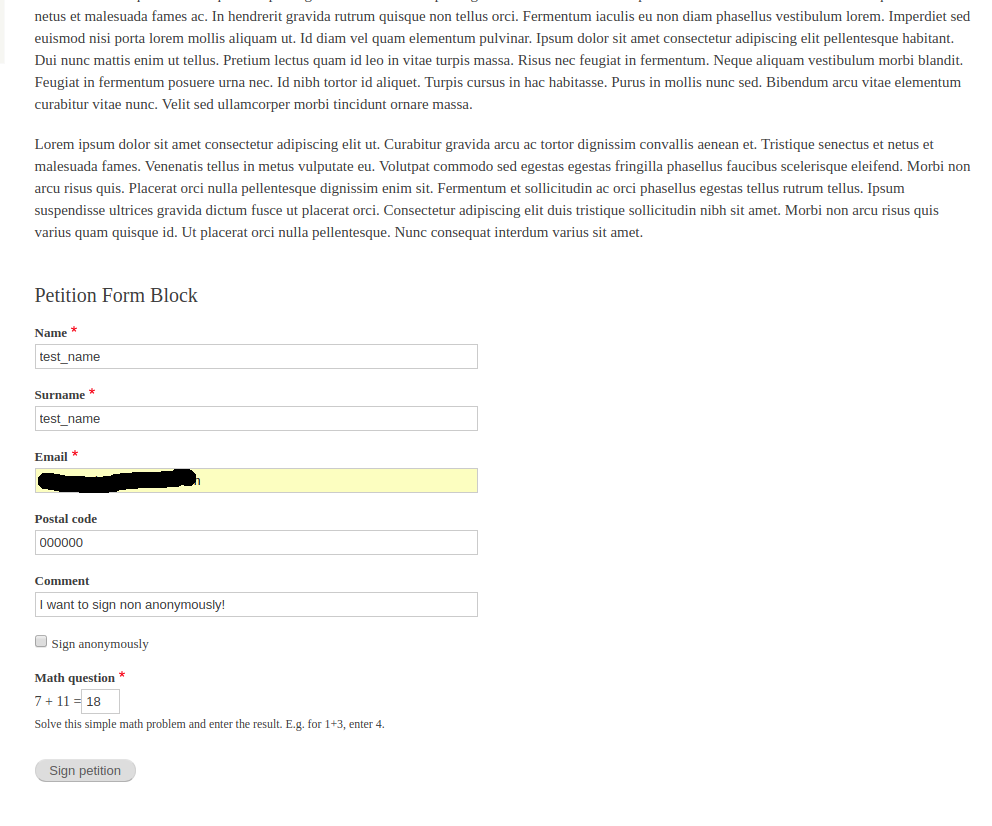 netus et malesuada fames ac. In hendrerit gravida rutrum quisque non tellus orci. Fermentum iaculis eu non diam phasellus vestibulum lorem. Imperdiet sed
euismod nisi porta lorem mollis aliquam ut. Id diam vel quam elementum pulvinar. Ipsum dolor sit amet consectetur adipiscing elit pellentesque habitant.
Dui nunc mattis enim ut tellus. Pretium lectus quam id leo in vitae turpis massa. Risus nec feugiat in fermentum. Neque aliquam vestibulum morbi blandit.
Feugiat in fermentum posuere urna nec. Id nibh tortor id aliquet. Turpis cursus in hac habitasse. Purus in mollis nunc sed. Bibendum arcu vitae elementum
curabitur vitae nunc. Velit sed ullamcorper morbi tincidunt ornare massa.
Lorem ipsum dolor sit amet consectetur adipiscing elit ut. Curabitur gravida arcu ac tortor dignissim convallis aenean et. Tristique senectus et netus et
malesuada fames. Venenatis tellus in metus vulputate eu. Volutpat commodo sed egestas egestas fringilla phasellus faucibus scelerisque eleifend. Morbi non
arcu risus quis. Placerat orci nulla pellentesque dignissim enim sit. Fermentum et sollicitudin ac orci phasellus egestas tellus rutrum tellus. Ipsum
suspendisse ultrices gravida dictum fusce ut placerat orci. Consectetur adipiscing elit duis tristique sollicitudin nibh sit amet. Morbi non arcu risus quis
varius quam quisque id. Ut placerat orci nulla pellentesque. Nunc consequat interdum varius sit amet.
Petition Form Block
Name *
test_name
Surname *
test_name
Email *
Postal code
000000
Comment
I want to sign non anonymously!
Sign anonymously
Math question *
7 + 11 = 18
Solve this simple math problem and enter the result. E.g. for 1+3, enter 4.
Sign petition